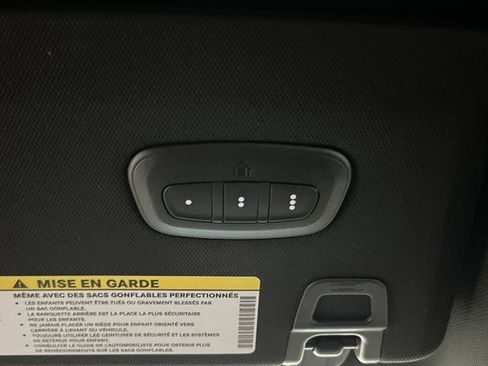 MISE EN GARDE
MÊME AVEC DES SACS GONFLABLES PERFECTIONNÉS
• LES ENFANTS PEUVENT ÊTRE TUÉS OU GRAVEMENT BLESSÉS PAR
UN SAC GONFLABLE.
• LA BANQUETTE ARRIÈRE EST LA PLACE LA PLUS SÉCURITAIRE
POUR LES ENFANTS.
• NE JAMAIS PLACER UN SIÈGE POUR ENFANT ORIENTÉ VERS
L'ARRIÈRE À L'AVANT DU VÉHICULE.
• TOUJOURS UTILISER LES CEINTURES DE SÉCURITÉ ET LES SYSTÈMES
DE RETENUE POUR ENFANT.
• CONSULTER LE GUIDE DE L'AUTOMOBILISTE POUR OBTENIR PLUS
DE RENSEIGNEMENTS SUR LES SACS GONFLABLES.